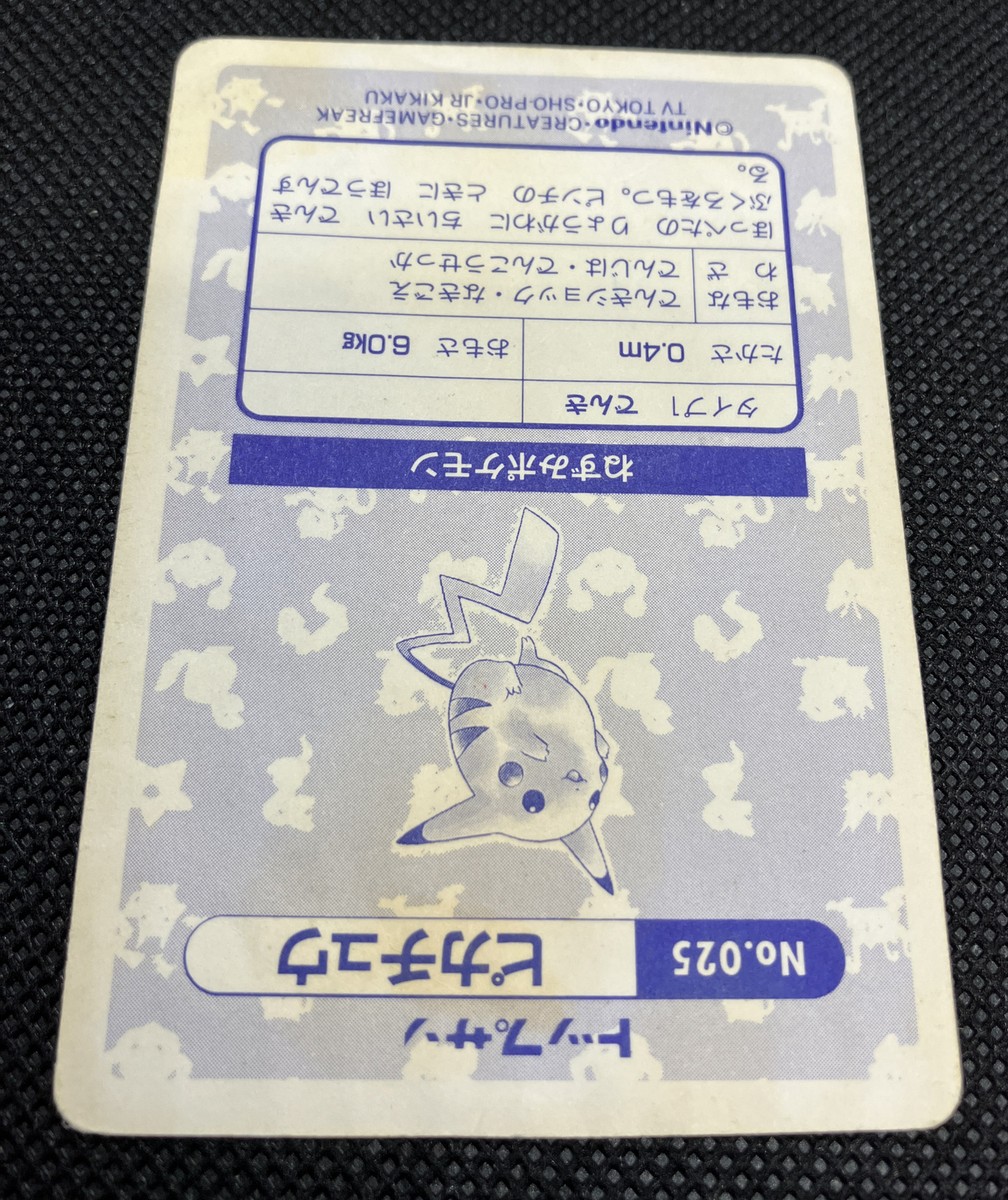 トップサン
No.025 ピカチュウ
ねずみポケモン
タイプ1 でんき
たかさ 0.4m おもさ 6.0kg
おもな でんきショック・なきごえ
わ ざ でんじは・でんこうせっか
ほっぺたの りょうがわに ちいさい でんき
ぶくろをもつ。ピンチの ときに ほうでんす
る。
©Nintendo・CREATURES・GAMEFREAK
TV TOKYO・SHO-PRO・JR KIKAKU